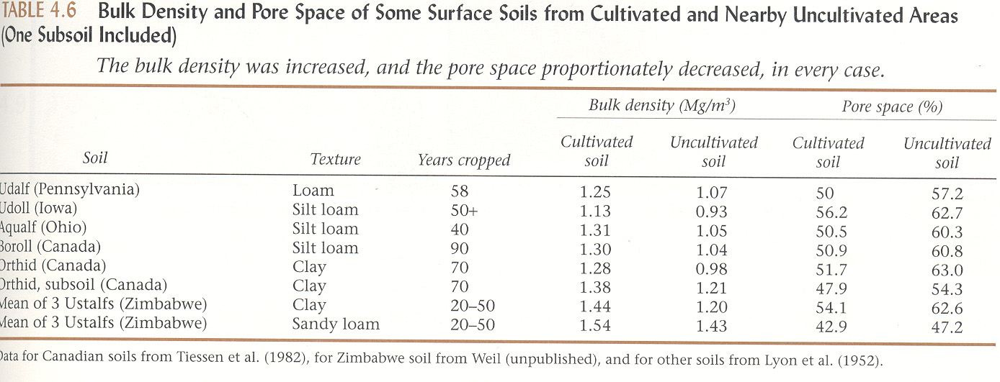 TABLE 4.6 Bulk Density and Pore Space of Some Surface Soils from Cultivated and Nearby Uncultivated Areas
(One Subsoil Included)
The bulk density was increased, and the pore space proportionately decreased, in every case.
Bulk density (Mg/m³) Pore space (%)
Cultivated Uncultivated Cultivated Uncultivated
Soil Texture Years cropped soil soil soil soil
Udalf (Pennsylvania) Loam 58 1.25 1.07 50 57.2
Udoll (Iowa) Silt loam 50+ 1.13 0.93 56.2 62.7
Aqualf (Ohio) Silt loam 40 1.31 1.05 50.5 60.3
Boroll (Canada) Silt loam 90 1.30 1.04 50.9 60.8
Orthid (Canada) Clay 70 1.28 0.98 51.7 63.0
Orthid, subsoil (Canada) Clay 70 1.38 1.21 47.9 54.3
Mean of 3 Ustalfs (Zimbabwe) Clay 20–50 1.44 1.20 54.1 62.6
Mean of 3 Ustalfs (Zimbabwe) Sandy loam 20–50 1.54 1.43 42.9 47.2
Data for Canadian soils from Tiessen et al. (1982), for Zimbabwe soil from Weil (unpublished), and for other soils from Lyon et al. (1952).